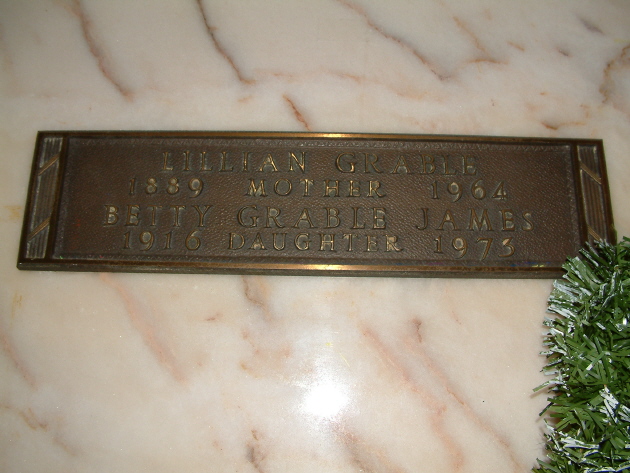 LILLIAN GRABLE
1889 MOTHER 1964
BETTY GRABLE JAMES
1916 DAUGHTER 1973